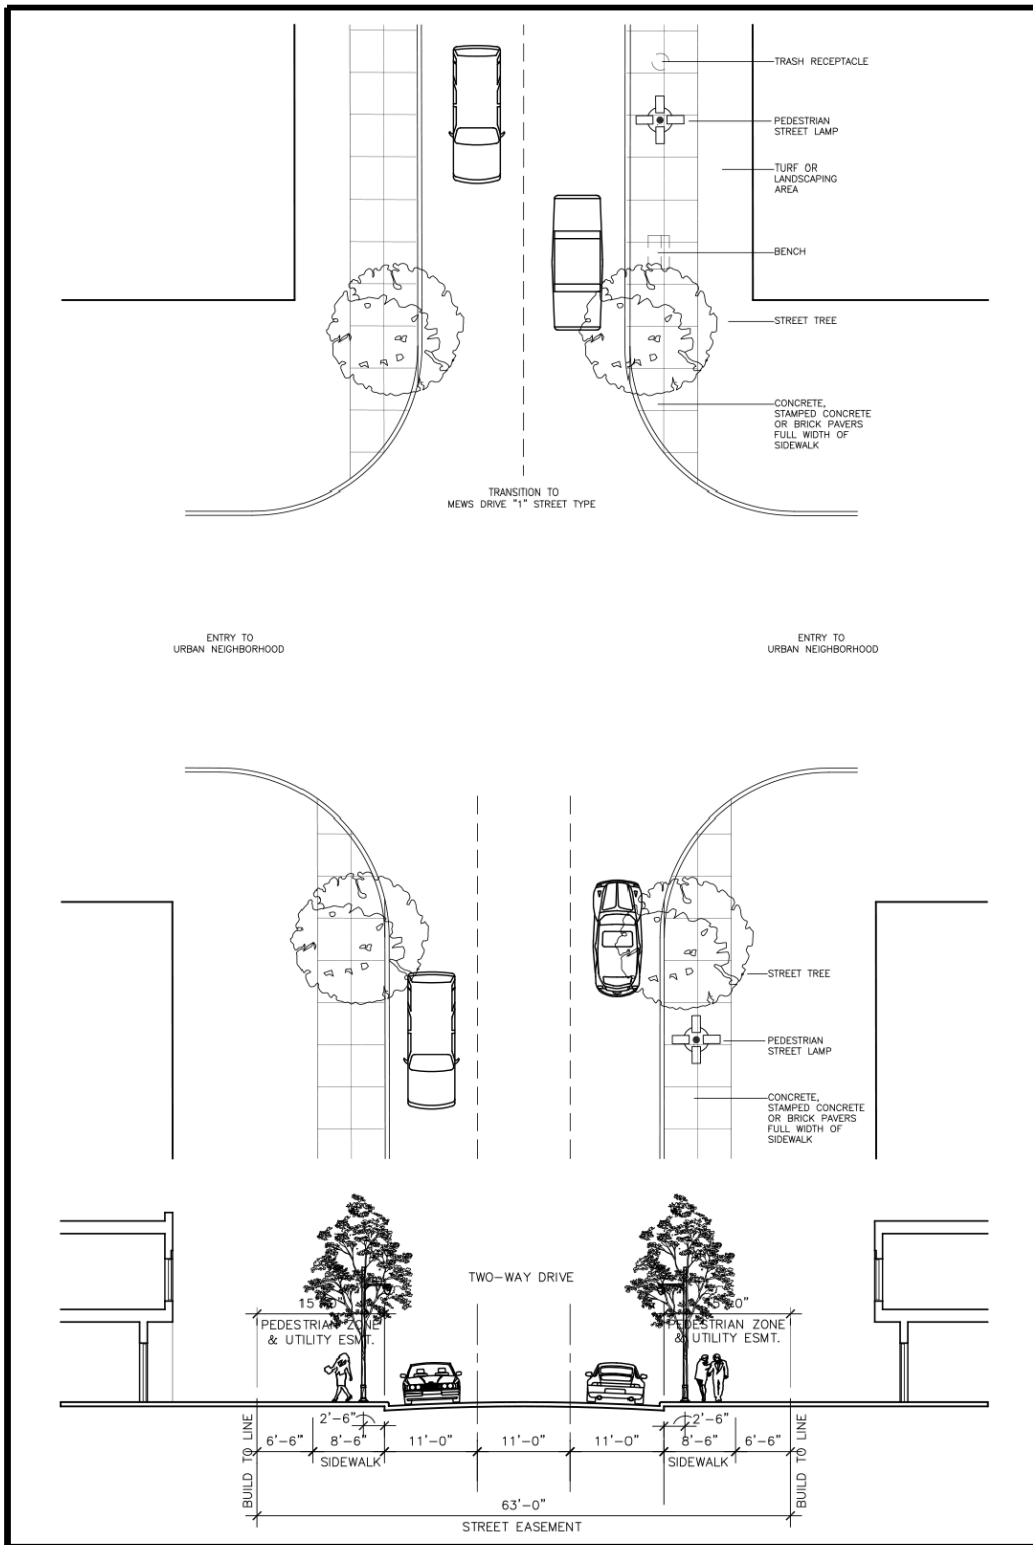 TRASH RECEPTACLE
PEDESTRIAN
STREET LAMP
TURF OR
LANDSCAPING
AREA
BENCH
STREET TREE
CONCRETE,
STAMPED CONCRETE
OR BRICK PAVERS
FULL WIDTH OF
SIDEWALK
TRANSITION TO
MEWS DRIVE "1" STREET TYPE
ENTRY TO
URBAN NEIGHBORHOOD
ENTRY TO
URBAN NEIGHBORHOOD
STREET TREE
PEDESTRIAN
STREET LAMP
CONCRETE,
STAMPED CONCRETE
OR BRICK PAVERS
FULL WIDTH OF
SIDEWALK
TWO-WAY DRIVE
15'-0"
PEDESTRIAN ZONE
& UTILITY ESMT.
15'-0"
PEDESTRIAN ZONE
& UTILITY ESMT.
2'-6"
2'-6"
BUILD TO LINE
6'-6"
8'-6"
11'-0"
11'-0"
11'-0"
8'-6"
6'-6"
BUILD TO LINE
SIDEWALK
SIDEWALK
63'-0"
STREET EASEMENT